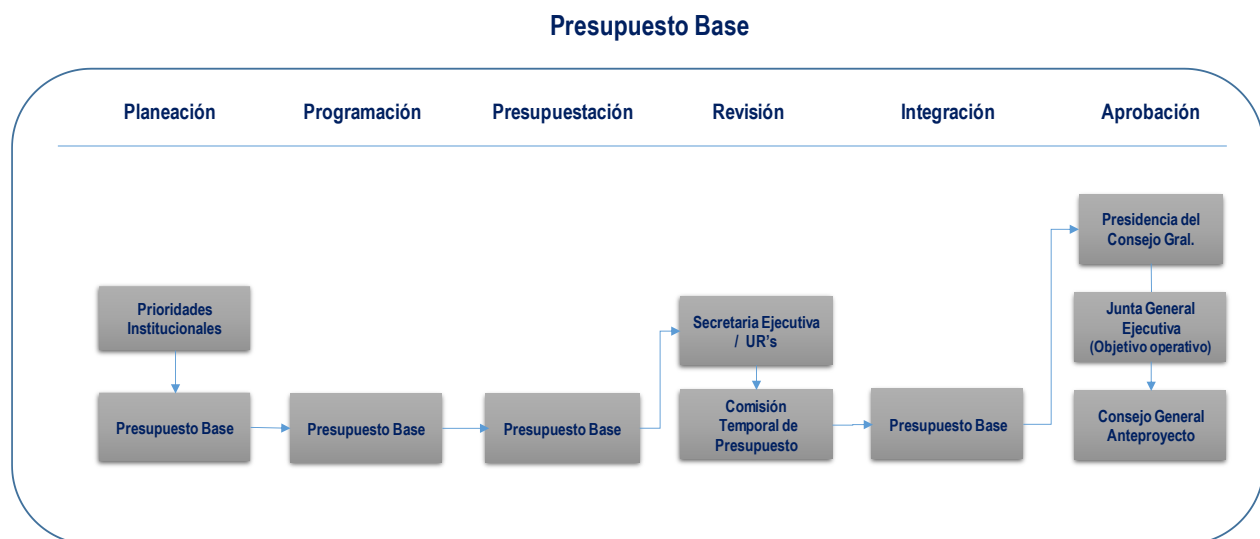 Presupuesto Base
Planeación
Programación
Presupuestación
Revisión
Integración
Aprobación
Prioridades
Institucionales
Presupuesto Base
Presupuesto Base
Presupuesto Base
Secretaria Ejecutiva
/ UR's
Comisión
Temporal de
Presupuesto
Presupuesto Base
Presidencia del
Consejo Gral.
Junta General
Ejecutiva
(Objetivo operativo)
Consejo General
Anteproyecto